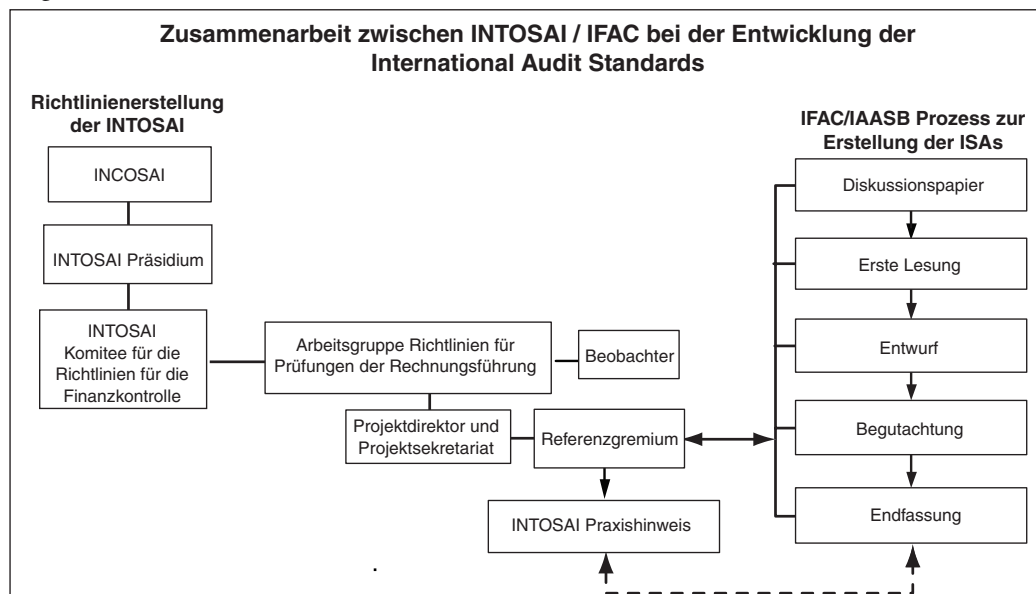 Zusammenarbeit zwischen INTOSAI / IFAC bei der Entwicklung der
International Audit Standards
Richtlinienerstellung
der INTOSAI
INCOSAI
INTOSAI Präsidium
INTOSAI
Komitee für die
Richtlinien für die
Finanzkontrolle
Arbeitsgruppe Richtlinien für
Prüfungen der Rechnungsführung
Beobachter
Projektdirektor und
Projektsekretariat
Referenzgremium
INTOSAI Praxishinweis
IFAC/IAASB Prozess zur
Erstellung der ISAs
Diskussionspapier
Erste Lesung
Entwurf
Begutachtung
Endfassung